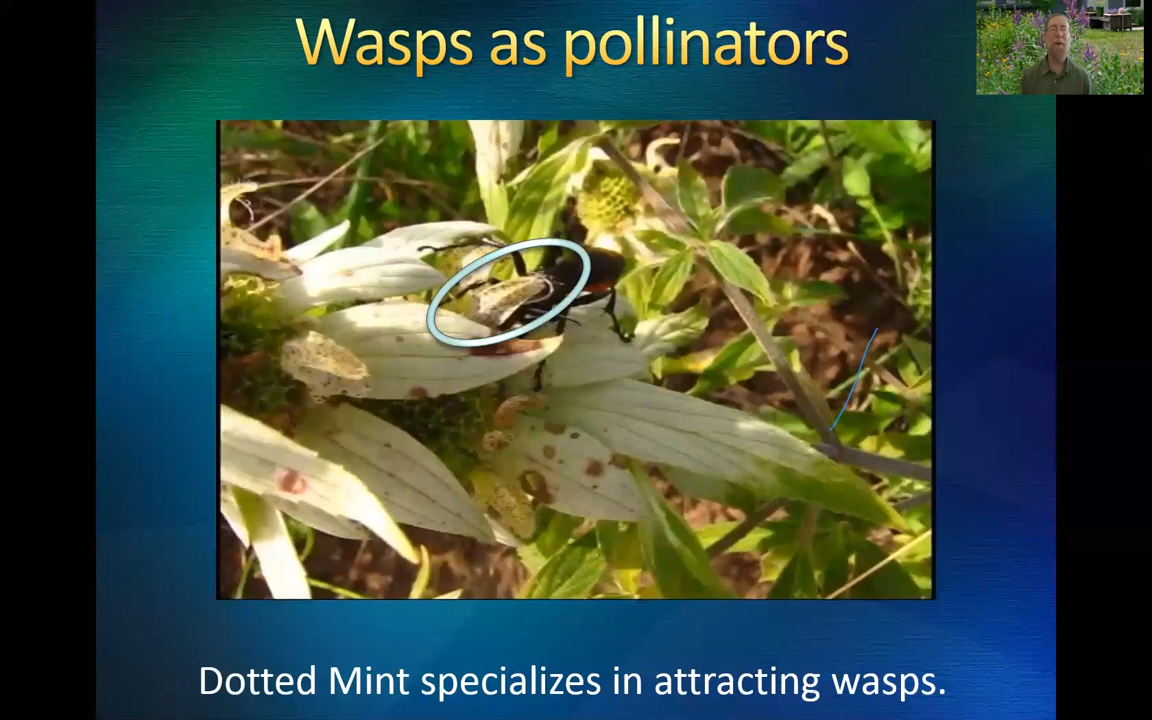 Wasps as pollinators
Dotted Mint specializes in attracting wasps.